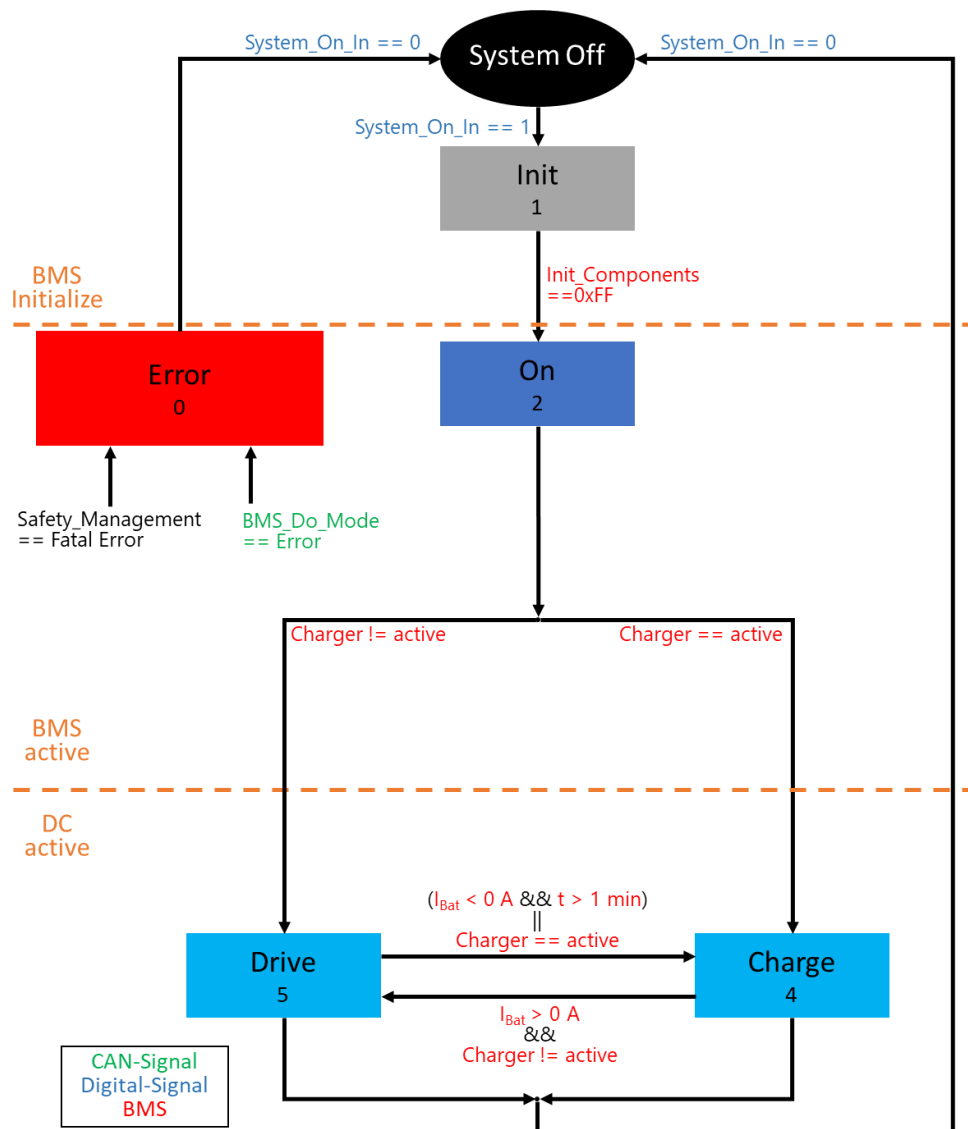 System_On_In == 0
System Off
System_On_In == 0
System_On_In == 1
Init
1
Init_Components
==0xFF
BMS
Initialize
Error
0
On
2
Safety_Management
== Fatal Error
BMS_Do_Mode
== Error
Charger != active
Charger == active
BMS
active
DC
active
(I_Bat < 0 A && t > 1 min)
||
Charger == active
Drive
5
Charge
4
I_Bat > 0 A
&&
Charger != active
CAN-Signal
Digital-Signal
BMS